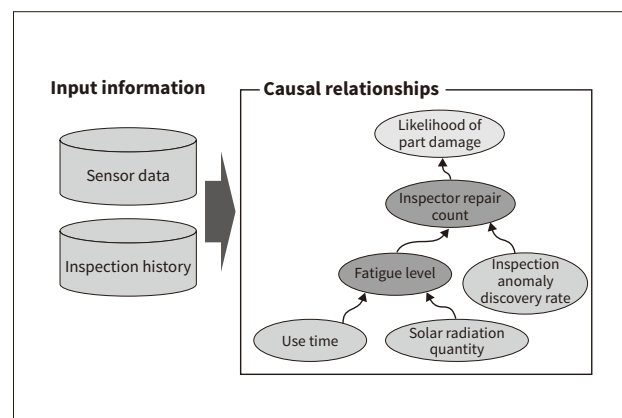 Input information
Sensor data
Inspection history
Causal relationships
Likelihood of
part damage
Inspector repair
count
Fatigue level
Inspection
anomaly
discovery rate
Use time
Solar radiation
quantity